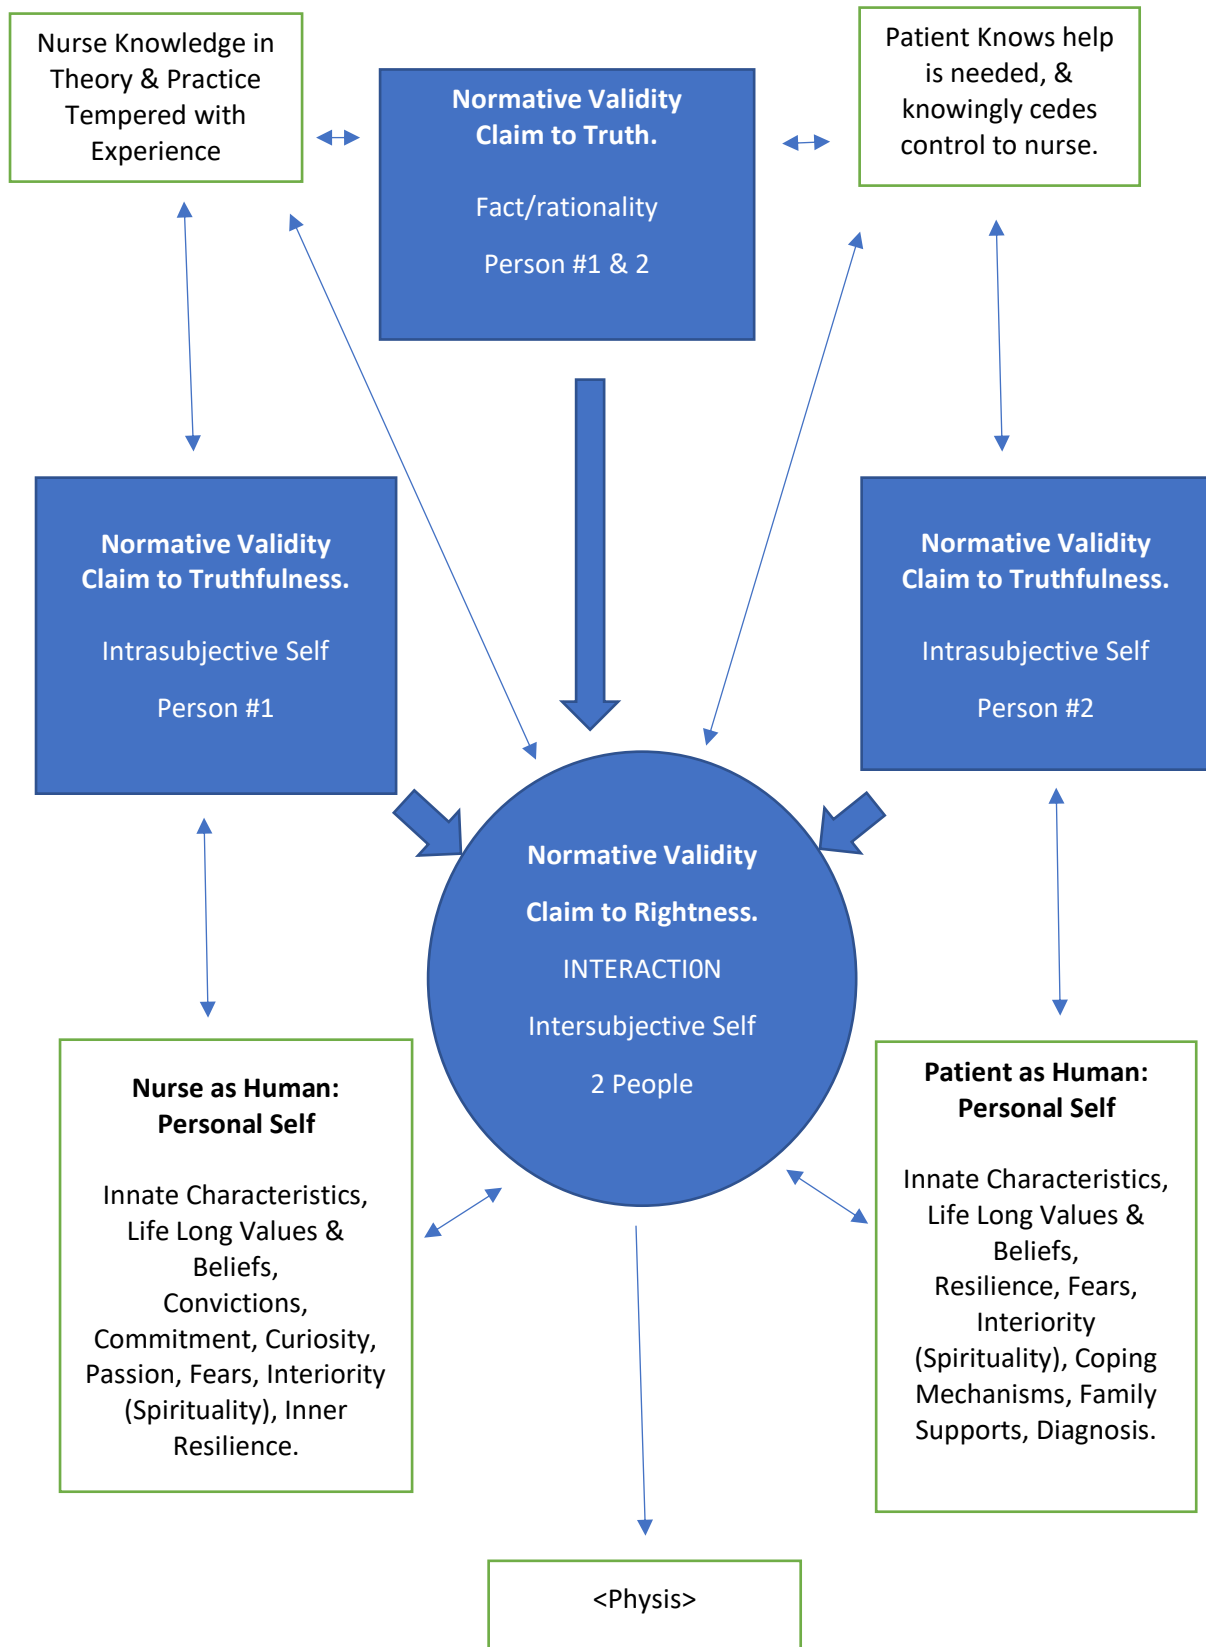 Nurse Knowledge in
Theory & Practice
Tempered with
Experience
Normative Validity
Claim to Truth.
Fact/rationality
Person #1 & 2
Patient Knows help
is needed, &
knowingly cedes
control to nurse.
Normative Validity
Claim to Truthfulness.
Intrasubjective Self
Person #1
Normative Validity
Claim to Truthfulness.
Intrasubjective Self
Person #2
Normative Validity
Claim to Rightness.
INTERACTI0N
Intersubjective Self
2 People
Nurse as Human:
Personal Self
Innate Characteristics,
Life Long Values &
Beliefs,
Convictions,
Commitment, Curiosity,
Passion, Fears, Interiority
(Spirituality), Inner
Resilience.
Patient as Human:
Personal Self
Innate Characteristics,
Life Long Values &
Beliefs,
Resilience, Fears,
Interiority
(Spirituality), Coping
Mechanisms, Family
Supports, Diagnosis.
<Physis>